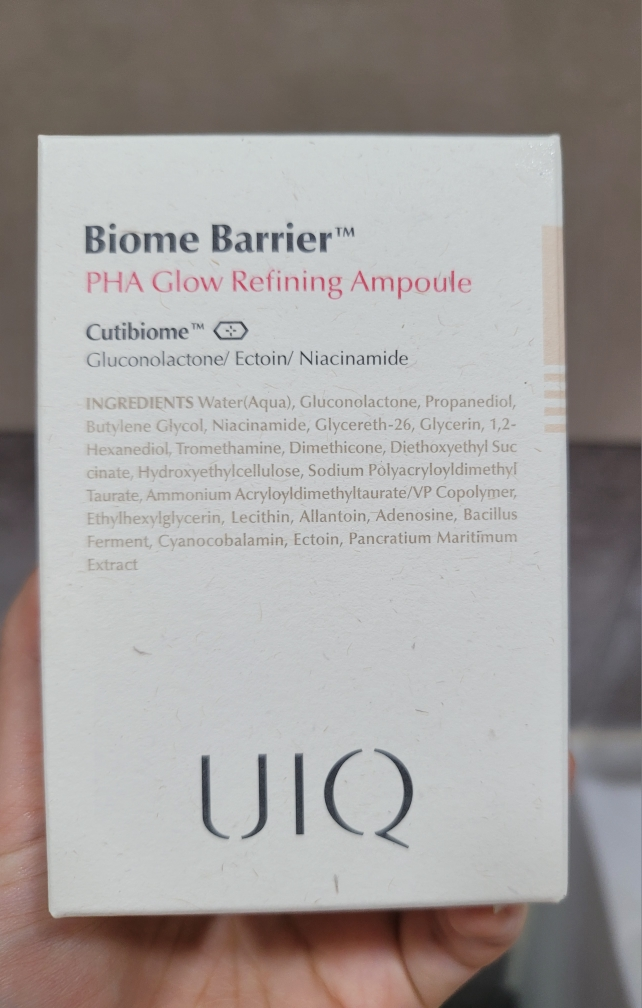 Biome Barrier™
PHA Glow Refining Ampoule
Cutibiome™
Gluconolactone/ Ectoin/ Niacinamide
INGREDIENTS Water(Aqua), Gluconolactone, Propanediol,
Butylene Glycol, Niacinamide, Glycereth-26, Glycerin, 1,2-
Hexanediol, Tromethamine, Dimethicone, Diethoxyethyl Suc
cinate, Hydroxyethylcellulose, Sodium Polyacryloyldimethyl
Taurate, Ammonium Acryloyldimethyltaurate/VP Copolymer,
Ethylhexylglycerin, Lecithin, Allantoin, Adenosine, Bacillus
Ferment, Cyanocobalamin, Ectoin, Pancratium Maritimum
Extract
UIQ